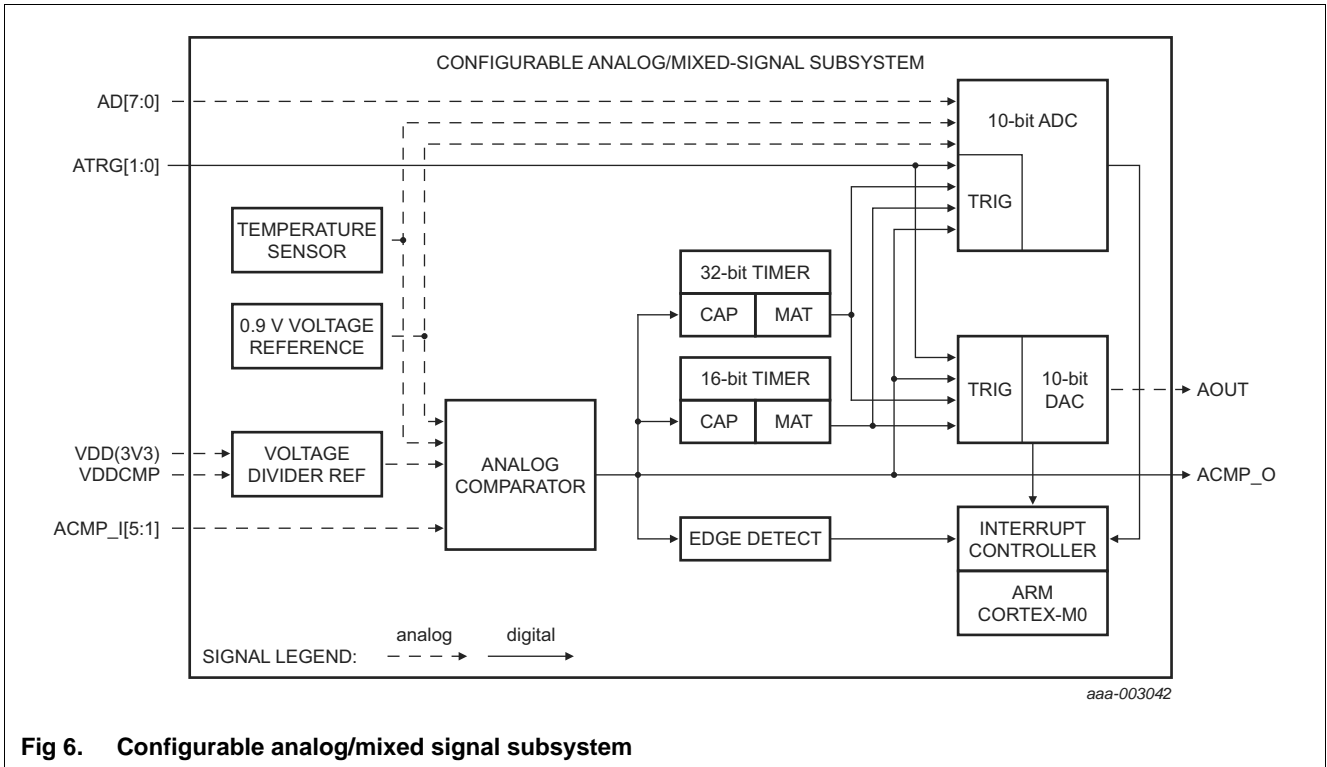 CONFIGURABLE ANALOG/MIXED-SIGNAL SUBSYSTEM
AD[7:0]
10-bit ADC
ATRG[1:0]
TRIG
TEMPERATURE
SENSOR
32-bit TIMER
CAP
MAT
0.9 V VOLTAGE
REFERENCE
16-bit TIMER
CAP
MAT
TRIG
10-bit
DAC
AOUT
VDD(3V3)
VDDCMP
VOLTAGE
DIVIDER REF
ANALOG
COMPARATOR
ACMP_O
ACMP_I[5:1]
EDGE DETECT
INTERRUPT
CONTROLLER
ARM
CORTEX-M0
SIGNAL LEGEND:
analog
digital
aaa-003042
Fig 6. Configurable analog/mixed signal subsystem